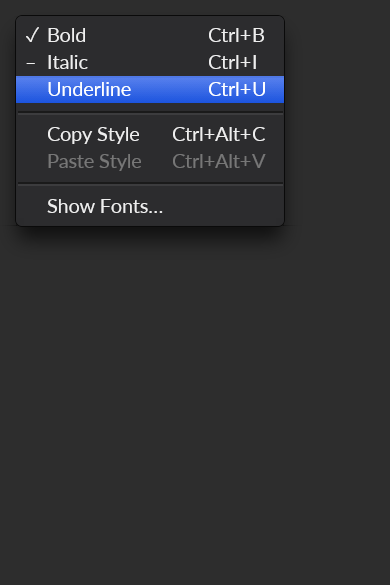 ✓ Bold Ctrl+B
– Italic Ctrl+I
Underline Ctrl+U
Copy Style Ctrl+Alt+C
Paste Style Ctrl+Alt+V
Show Fonts...